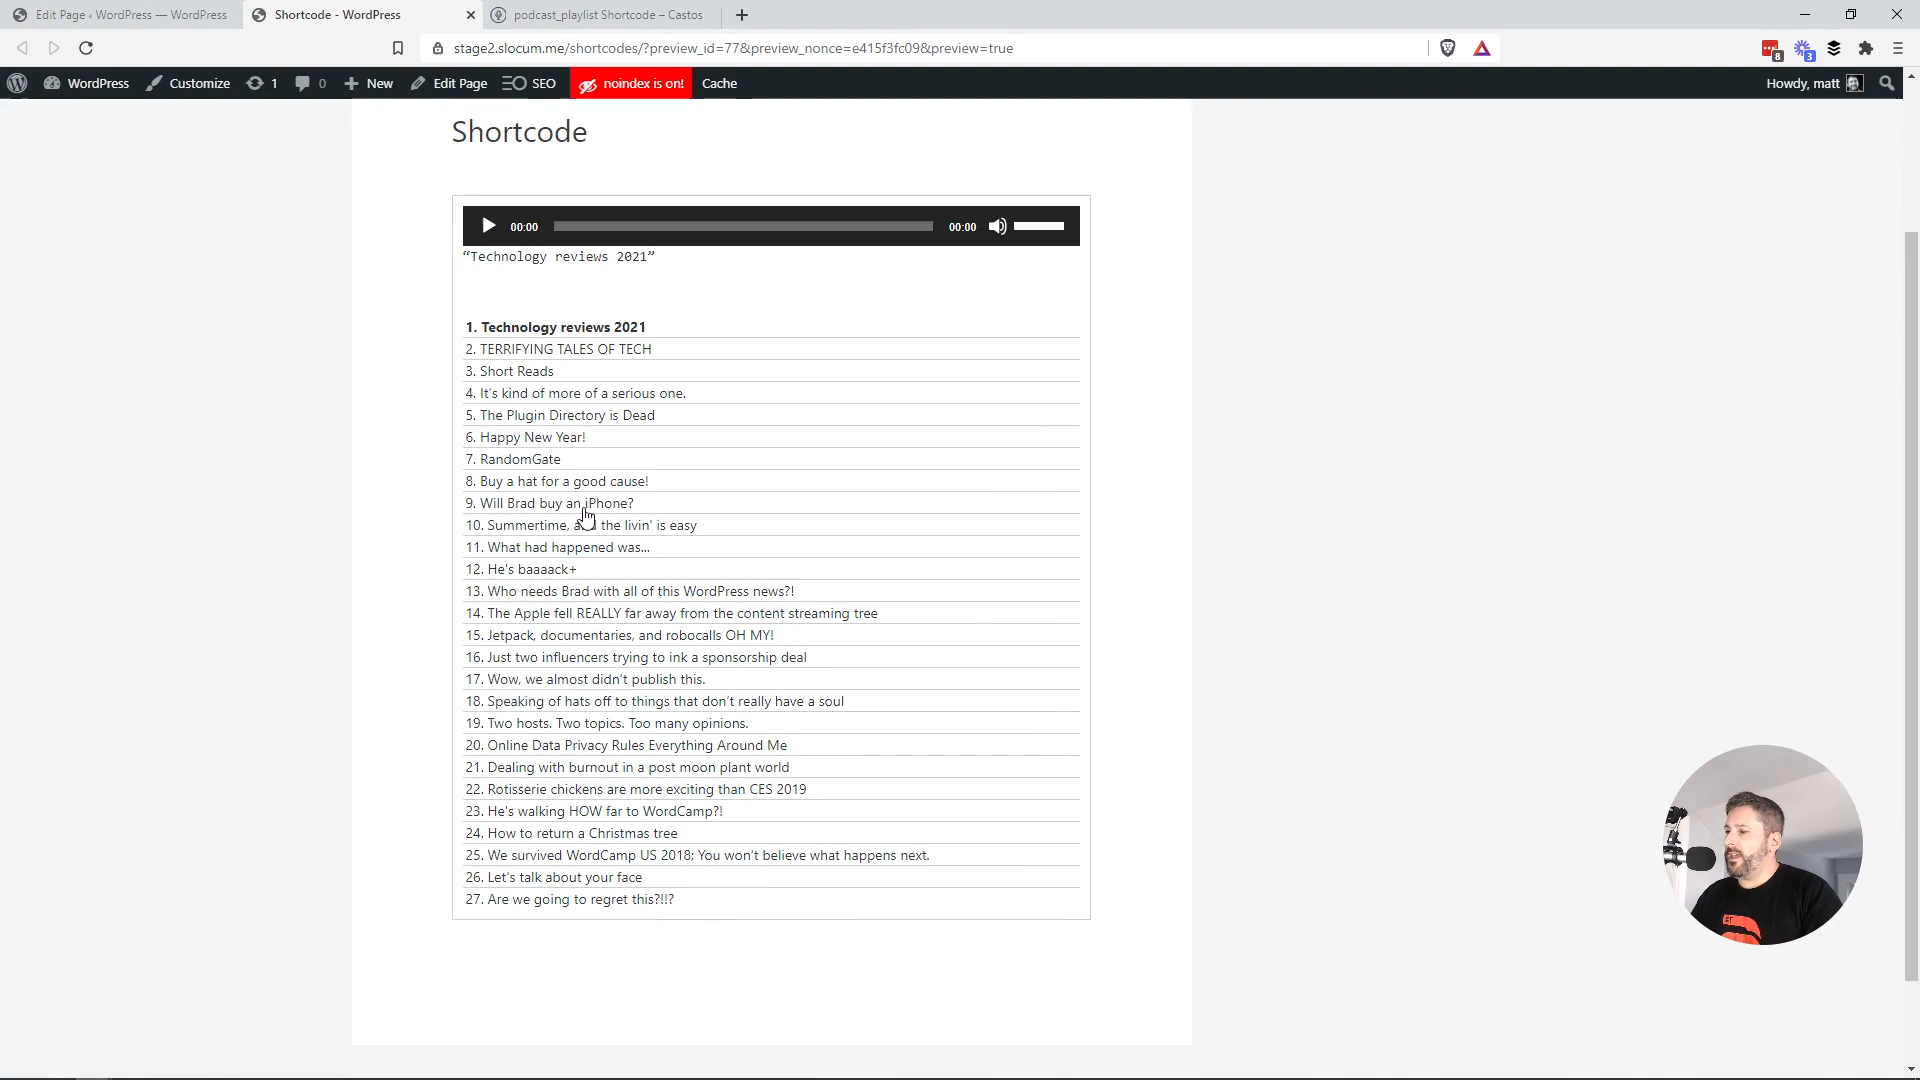 Edit Page ‹ WordPress — WordPress
Shortcode - WordPress
podcast_playlist Shortcode – Castos
stage2.slocum.me/shortcodes/?preview_id=77&preview_nonce=e415f3fc09&preview=true
8
3
WordPress
Customize
1
0
New
Edit Page
SEO
noindex is on!
Cache
Howdy, matt
Shortcode
00:00
00:00
“Technology reviews 2021”
1. Technology reviews 2021
2. TERRIFYING TALES OF TECH
3. Short Reads
4. It’s kind of more of a serious one.
5. The Plugin Directory is Dead
6. Happy New Year!
7. RandomGate
8. Buy a hat for a good cause!
9. Will Brad buy an iPhone?
10. Summertime, and the livin' is easy
11. What had happened was...
12. He's baaaack+
13. Who needs Brad with all of this WordPress news?!
14. The Apple fell REALLY far away from the content streaming tree
15. Jetpack, documentaries, and robocalls OH MY!
16. Just two influencers trying to ink a sponsorship deal
17. Wow, we almost didn't publish this.
18. Speaking of hats off to things that don’t really have a soul
19. Two hosts. Two topics. Too many opinions.
20. Online Data Privacy Rules Everything Around Me
21. Dealing with burnout in a post moon plant world
22. Rotisserie chickens are more exciting than CES 2019
23. He's walking HOW far to WordCamp?!
24. How to return a Christmas tree
25. We survived WordCamp US 2018; You won't believe what happens next.
26. Let's talk about your face
27. Are we going to regret this?!!?